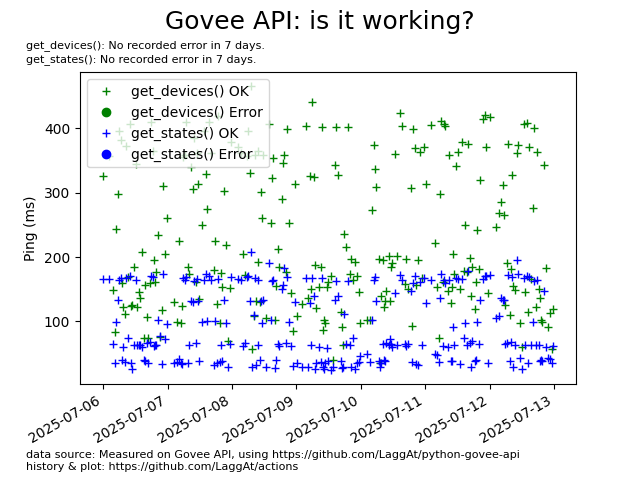 Govee API: is it working?
get_devices(): No recorded error in 7 days.
get_states(): No recorded error in 7 days.
get_devices() OK
get_devices() Error
get_states() OK
get_states() Error
Ping (ms)
400
300
200
100
2025-07-06
2025-07-07
2025-07-08
2025-07-09
2025-07-10
2025-07-11
2025-07-12
2025-07-13
data source: Measured on Govee API, using https://github.com/LaggAt/python-govee-api
history & plot: https://github.com/LaggAt/actions